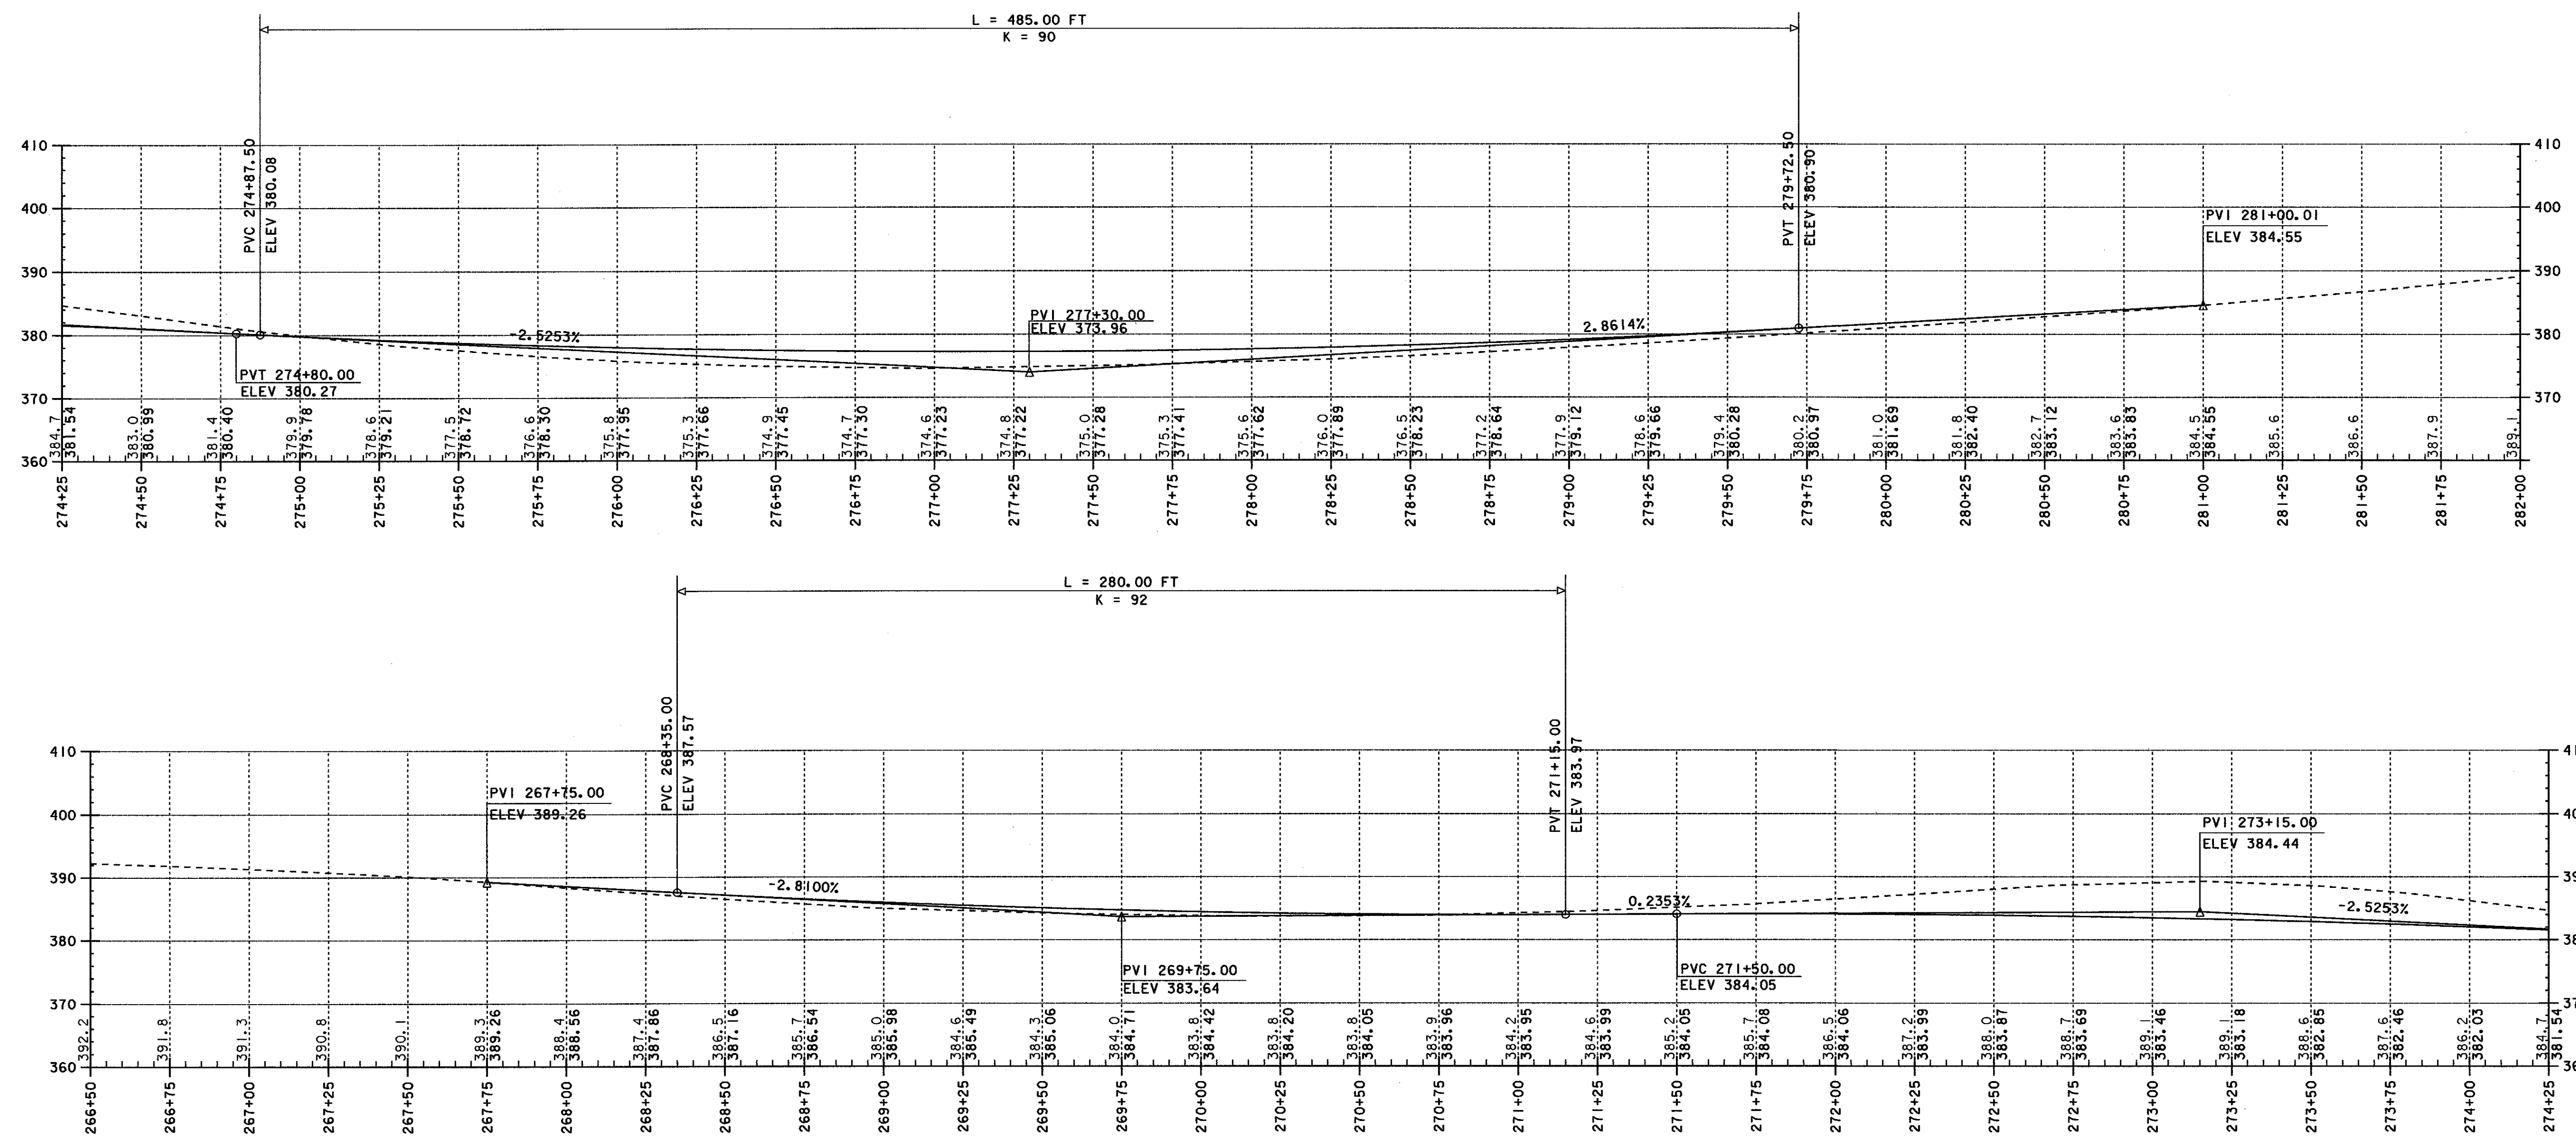 L = 485.00 FT
K = 90
PVC 274+87.50
ELEV 380.08
PVT 279+72.50
ELEV 380.90
410
410
400
400
390
390
380
380
370
370
360
PVI 281+00.01
ELEV 384.55
PVI 277+30.00
ELEV 373.96
-2.5253%
2.8614%
PVT 274+80.00
ELEV 380.27
384.7 383.0 381.4 379.9 378.6 377.5 376.6 375.8 375.3 374.9 374.7 374.6 374.8 375.0 375.3 375.6 376.0 376.5 377.2 377.9 378.6 379.4 380.2 381.0 381.8 382.7 383.6 384.5 385.6 386.6 387.9 389.1
381.54 380.99 380.40 379.78 379.21 378.72 378.30 377.95 377.66 377.45 377.30 377.23 377.22 377.28 377.41 377.62 377.89 378.23 378.64 379.12 379.66 380.28 380.97 381.69 382.40 383.12 383.83 384.55
274+25 274+50 274+75 275+00 275+25 275+50 275+75 276+00 276+25 276+50 276+75 277+00 277+25 277+50 277+75 278+00 278+25 278+50 278+75 279+00 279+25 279+50 279+75 280+00 280+25 280+50 280+75 281+00 281+25 281+50 281+75 282+00
L = 280.00 FT
K = 92
PVC 268+35.00
ELEV 387.57
PVT 271+15.00
ELEV 383.97
410
400
390
380
370
360
PVI 267+75.00
ELEV 389.26
PVI 273+15.00
ELEV 384.44
-2.8100%
0.2353%
-2.5253%
PVI 269+75.00
ELEV 383.64
PVC 271+50.00
ELEV 384.05
392.2 391.8 391.3 390.8 390.1 389.3 388.4 387.4 386.5 385.7 385.0 384.6 384.3 384.0 383.8 383.8 383.8 383.9 384.2 384.6 385.2 385.7 386.5 387.2 388.0 388.7 389.1 389.1 388.6 387.6 386.2 384.7
389.26 388.56 387.86 387.16 386.54 385.98 385.49 385.06 384.71 384.42 384.20 384.05 383.96 383.95 383.99 384.05 384.08 384.06 383.99 383.87 383.69 383.46 383.18 382.85 382.46 382.03 381.54
266+50 266+75 267+00 267+25 267+50 267+75 268+00 268+25 268+50 268+75 269+00 269+25 269+50 269+75 270+00 270+25 270+50 270+75 271+00 271+25 271+50 271+75 272+00 272+25 272+50 272+75 273+00 273+25 273+50 273+75 274+00 274+25